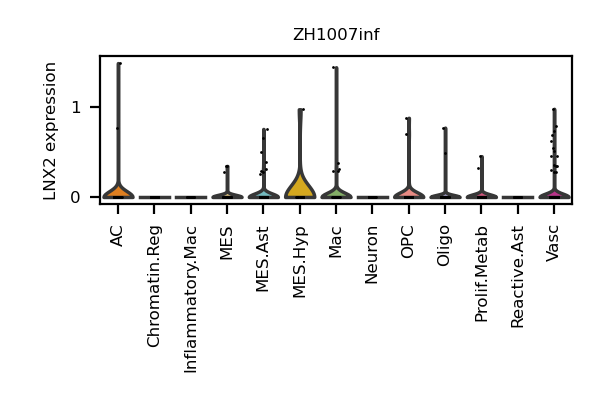 ZH1007inf
LNX2 expression
1
0
AC
Chromatin.Reg
Inflammatory.Mac
MES
MES.Ast
MES.Hyp
Mac
Neuron
OPC
Oligo
Prolif.Metab
Reactive.Ast
Vasc